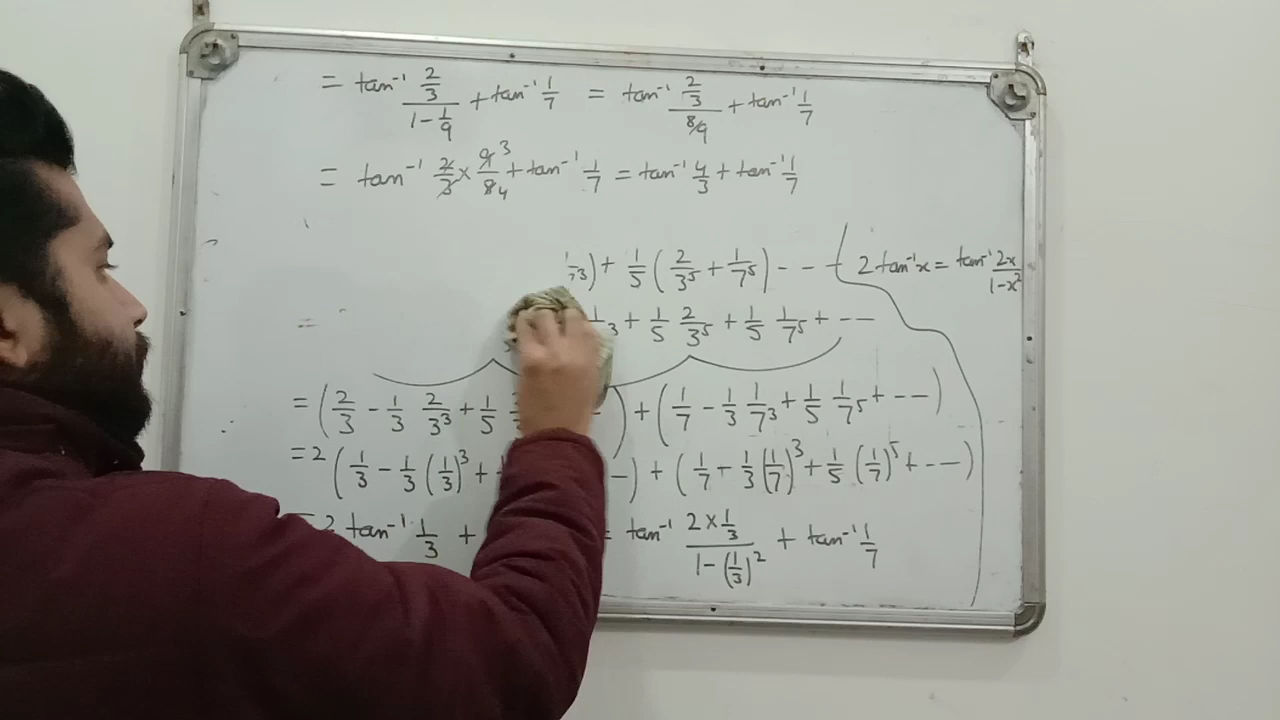 = tan⁻¹ (2/3)/(1 - 1/9) + tan⁻¹ 1/7 = tan⁻¹ (2/3)/(8/9) + tan⁻¹ 1/7
= tan⁻¹ 2/3 × 9/8 3 4 + tan⁻¹ 1/7 = tan⁻¹ 4/3 + tan⁻¹ 1/7
) + 1/5 (2/3⁵ + 1/7⁵) - - -
2 tan⁻¹x = tan⁻¹ 2x/(1-x²)
= + 1/5 2/3⁵ + 1/5 1/7⁵ + - -
= (2/3 - 1/3 2/3³ + 1/5 ) + (1/7 - 1/3 1/7³ + 1/5 1/7⁵ + - - )
= 2 (1/3 - 1/3 (1/3)³ + - ) + (1/7 - 1/3 (1/7)³ + 1/5 (1/7)⁵ + - - )
= 2 tan⁻¹ 1/3 + = tan⁻¹ (2 × 1/3)/(1 - (1/3)²) + tan⁻¹ 1/7